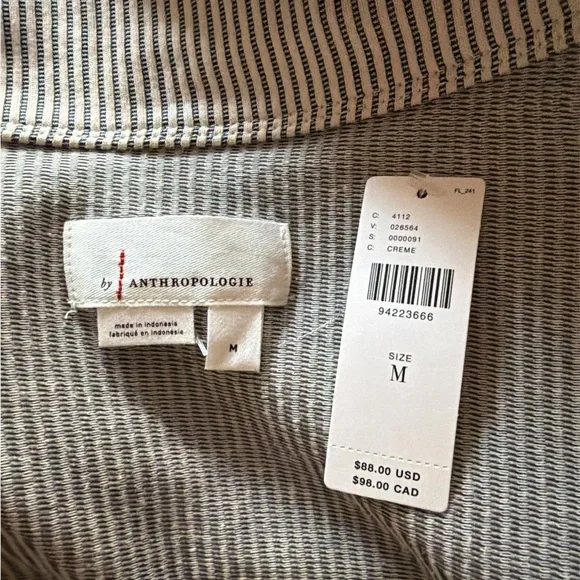 by ANTHROPOLOGIE
made in Indonesia
fabriqué en Indonésie
M
FL_241
C: 4112
V: 028564
S: 0000091
C: CREME
94223666
SIZE
M
$88.00 USD
$98.00 CAD